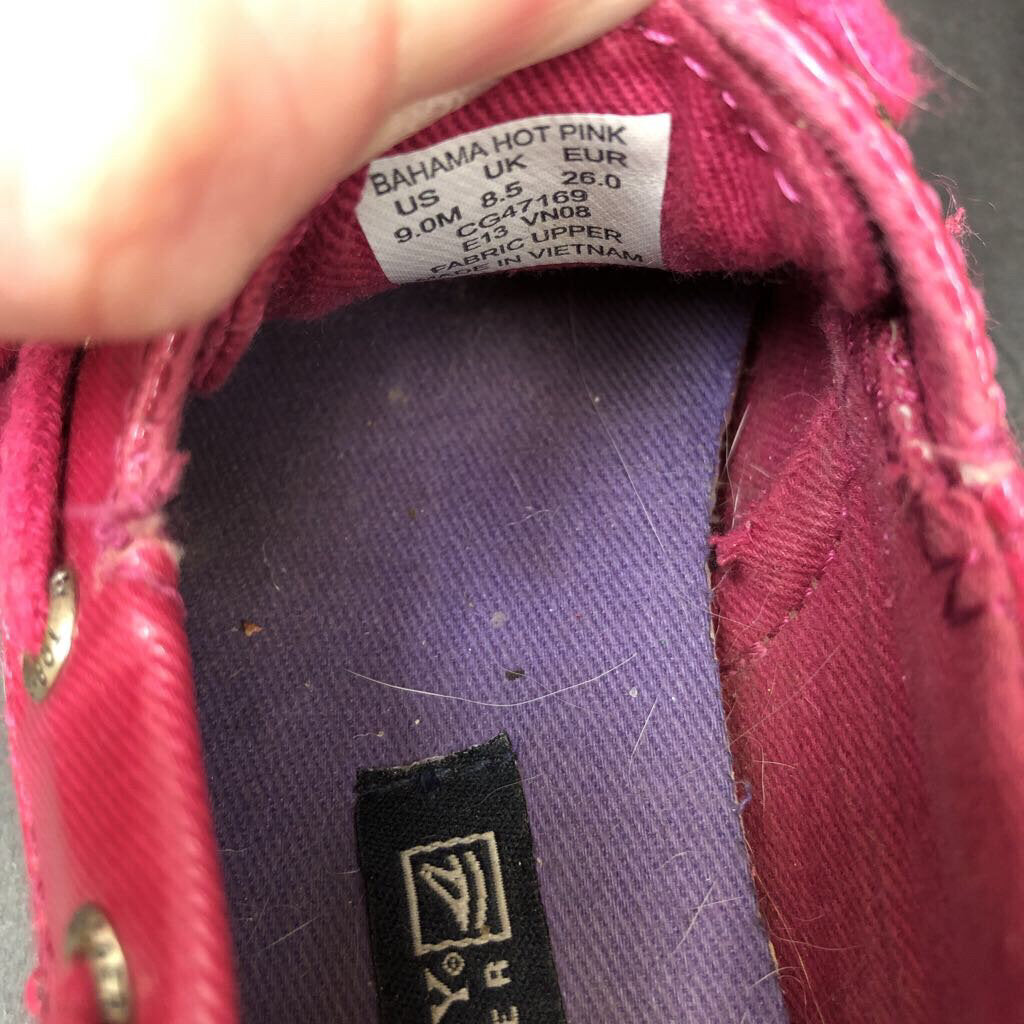 BAHAMA HOT PINK
US UK EUR
9.0M 8.5 26.0
CG47169
E13 VN08
FABRIC UPPER
MADE IN VIETNAM
Y®
ER